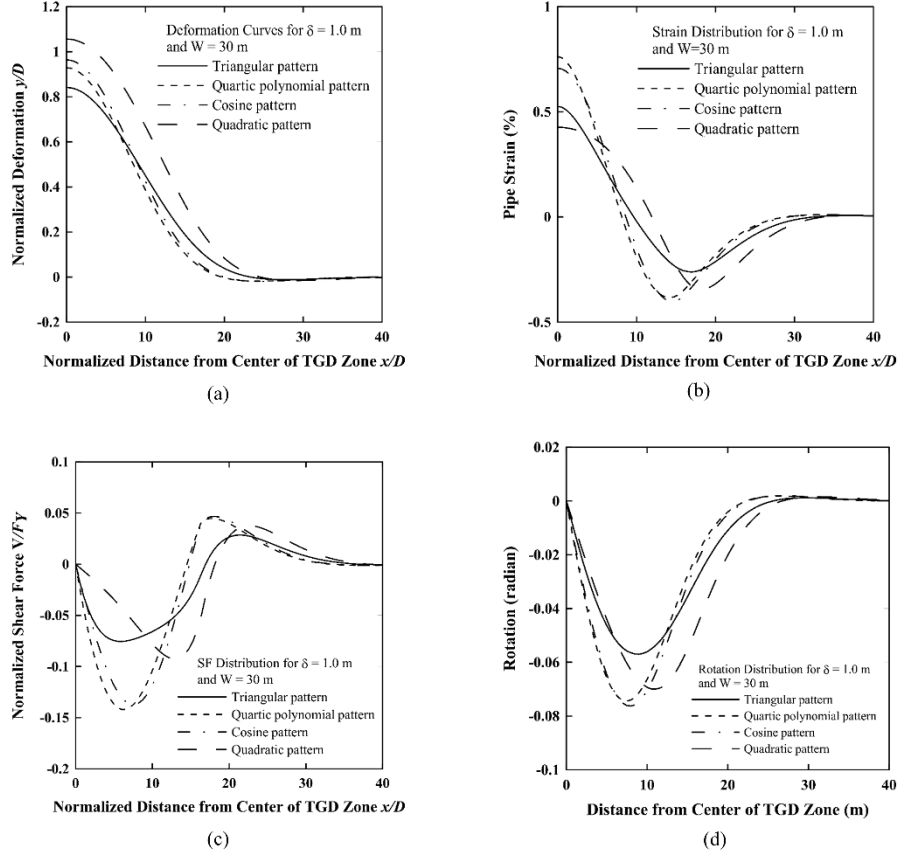 Deformation Curves for δ = 1.0 m
and W = 30 m
Triangular pattern
Quartic polynomial pattern
Cosine pattern
Quadratic pattern
1.2
1
0.8
0.6
0.4
0.2
0
-0.2
0 10 20 30 40
Normalized Deformation y/D
Normalized Distance from Center of TGD Zone x/D
(a)
Strain Distribution for δ = 1.0 m
and W=30 m
Triangular pattern
Quartic polynomial pattern
Cosine pattern
Quadratic pattern
1
0.5
0
-0.5
0 10 20 30 40
Pipe Strain (%)
Normalized Distance from Center of TGD Zone x/D
(b)
0.1
0.05
0
-0.05
-0.1
-0.15
-0.2
Normalized Shear Force V/FY
SF Distribution for δ = 1.0 m
and W = 30 m
Triangular pattern
Quartic polynomial pattern
Cosine pattern
Quadratic pattern
0 10 20 30 40
Normalized Distance from Center of TGD Zone x/D
(c)
0.02
0
-0.02
-0.04
-0.06
-0.08
-0.1
Rotation (radian)
Rotation Distribution for δ = 1.0 m
and W = 30 m
Triangular pattern
Quartic polynomial pattern
Cosine pattern
Quadratic pattern
0 10 20 30 40
Distance from Center of TGD Zone (m)
(d)